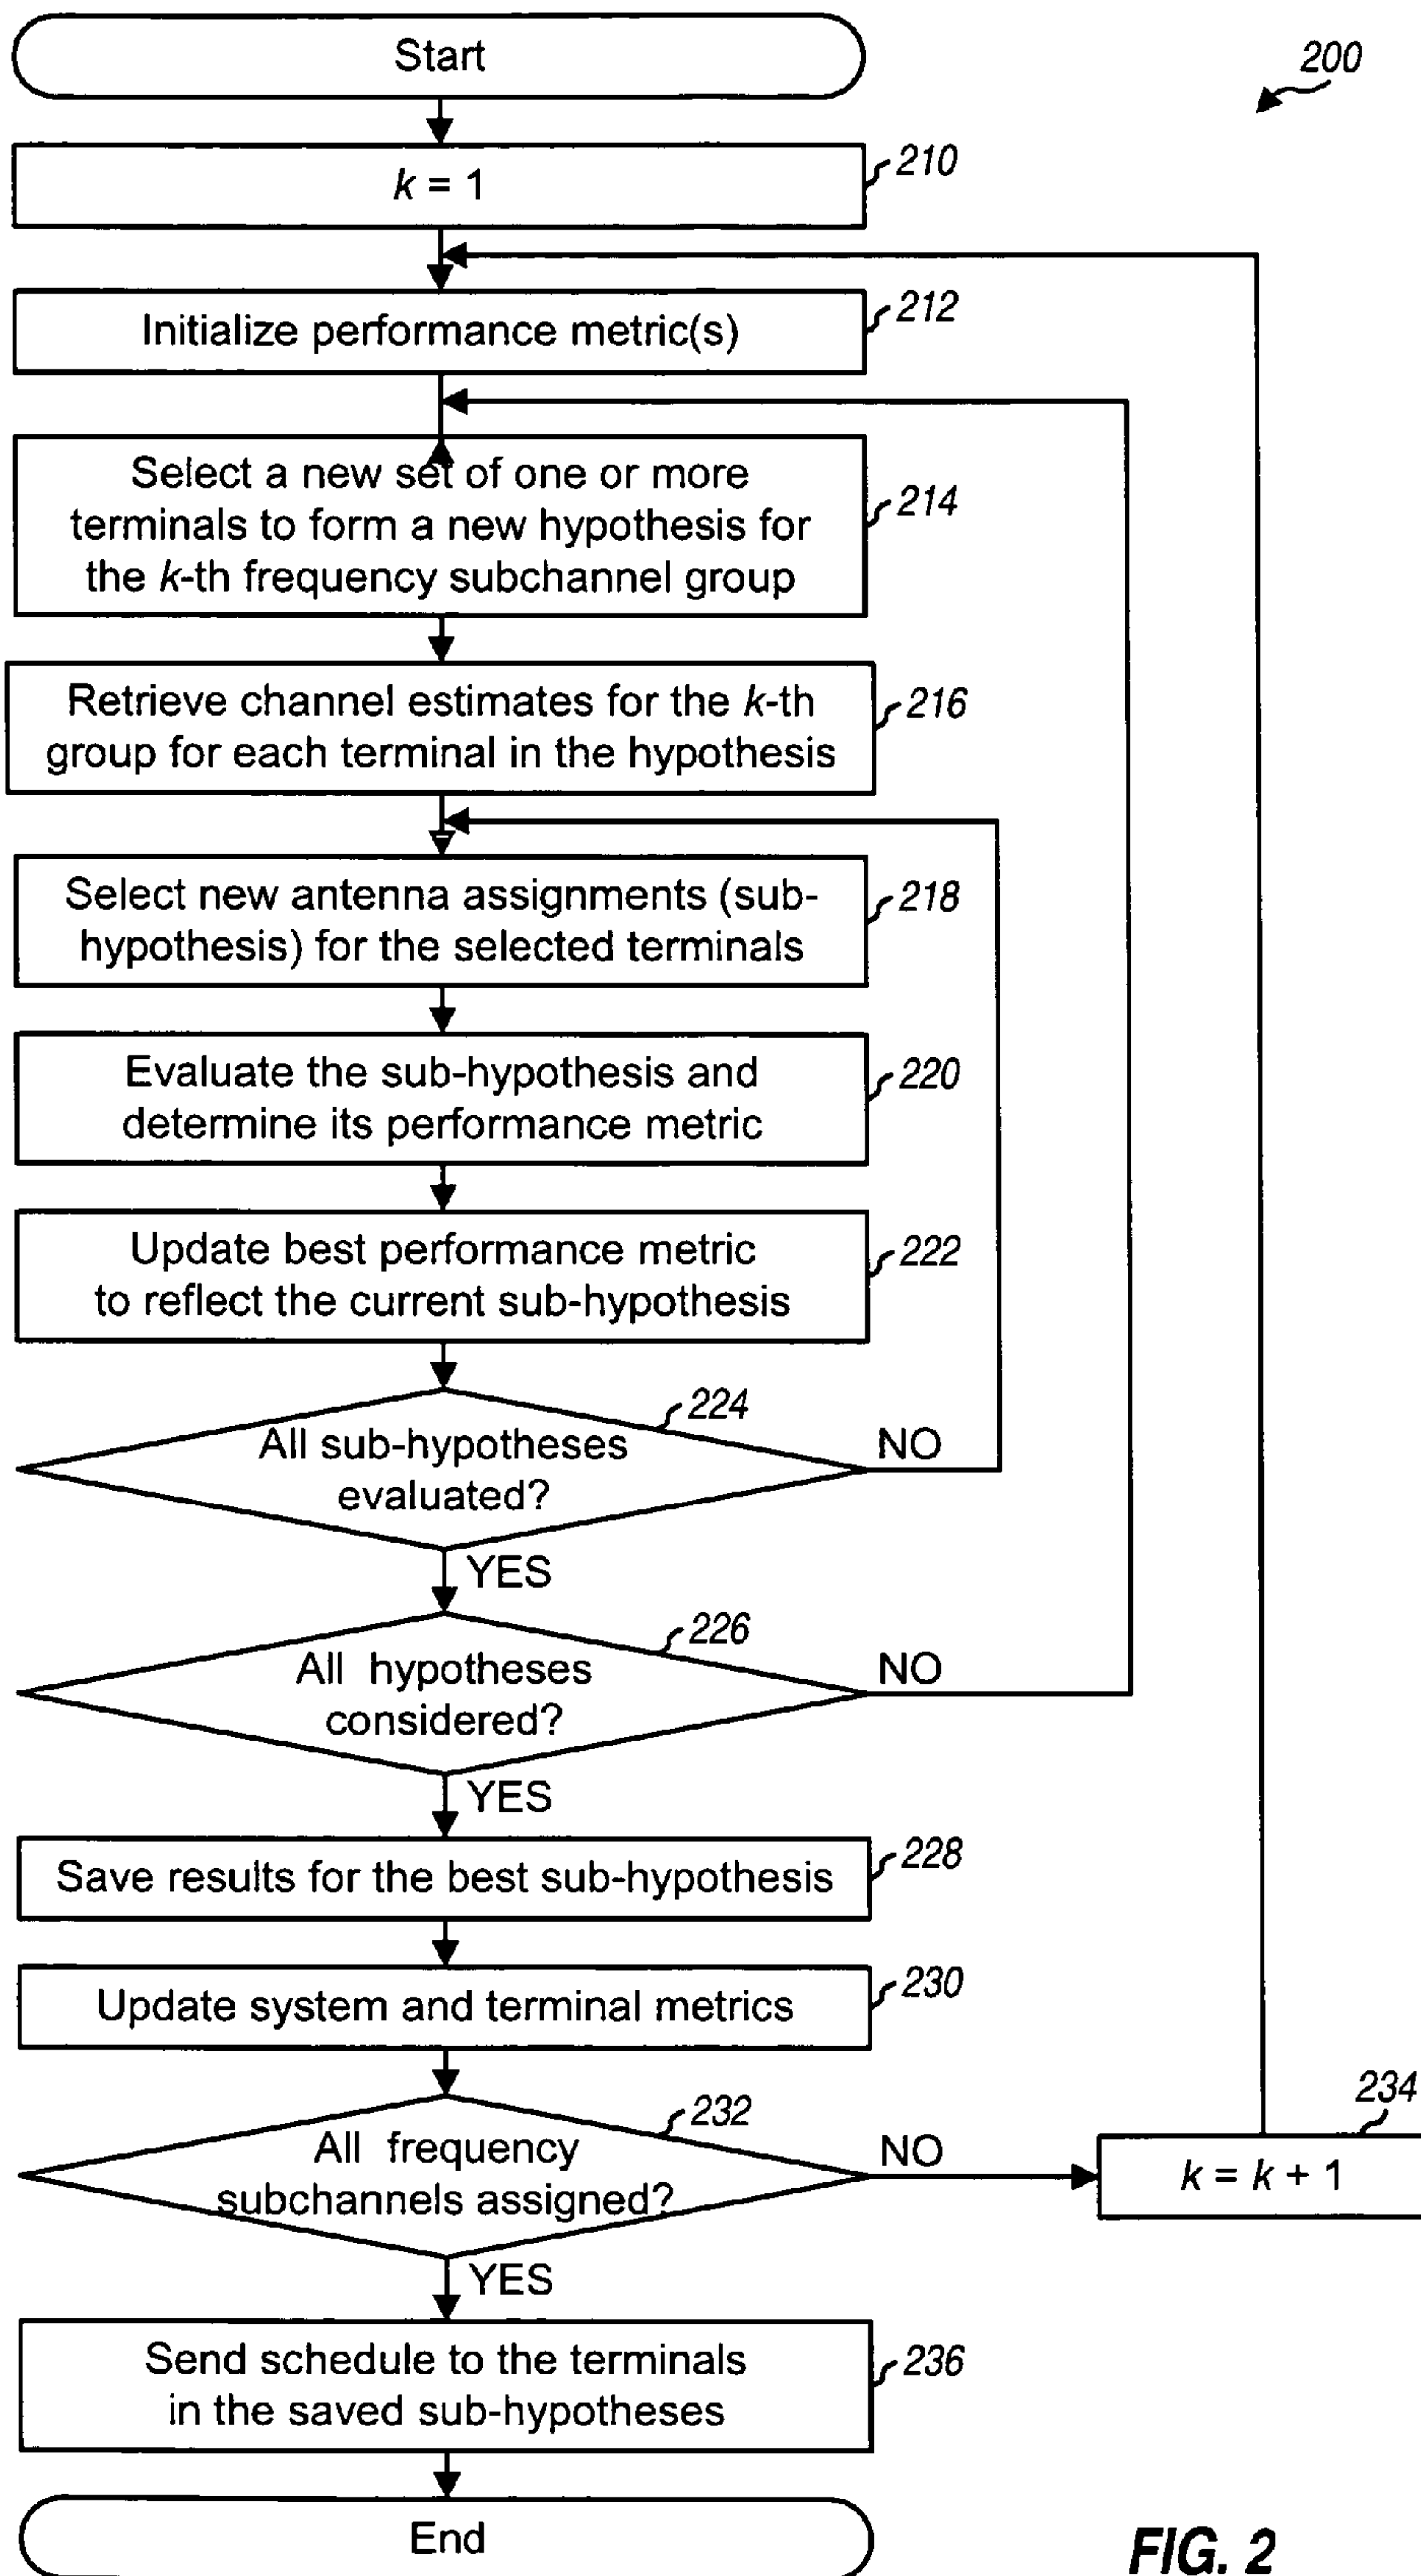 Start
200
k = 1
210
Initialize performance metric(s)
212
Select a new set of one or more
terminals to form a new hypothesis for
the k-th frequency subchannel group
214
Retrieve channel estimates for the k-th
group for each terminal in the hypothesis
216
Select new antenna assignments (sub-
hypothesis) for the selected terminals
218
Evaluate the sub-hypothesis and
determine its performance metric
220
Update best performance metric
to reflect the current sub-hypothesis
222
224
All sub-hypotheses
evaluated?
NO
YES
226
All hypotheses
considered?
NO
YES
Save results for the best sub-hypothesis
228
Update system and terminal metrics
230
232
All frequency
subchannels assigned?
NO
234
k = k + 1
YES
Send schedule to the terminals
in the saved sub-hypotheses
236
End
FIG. 2